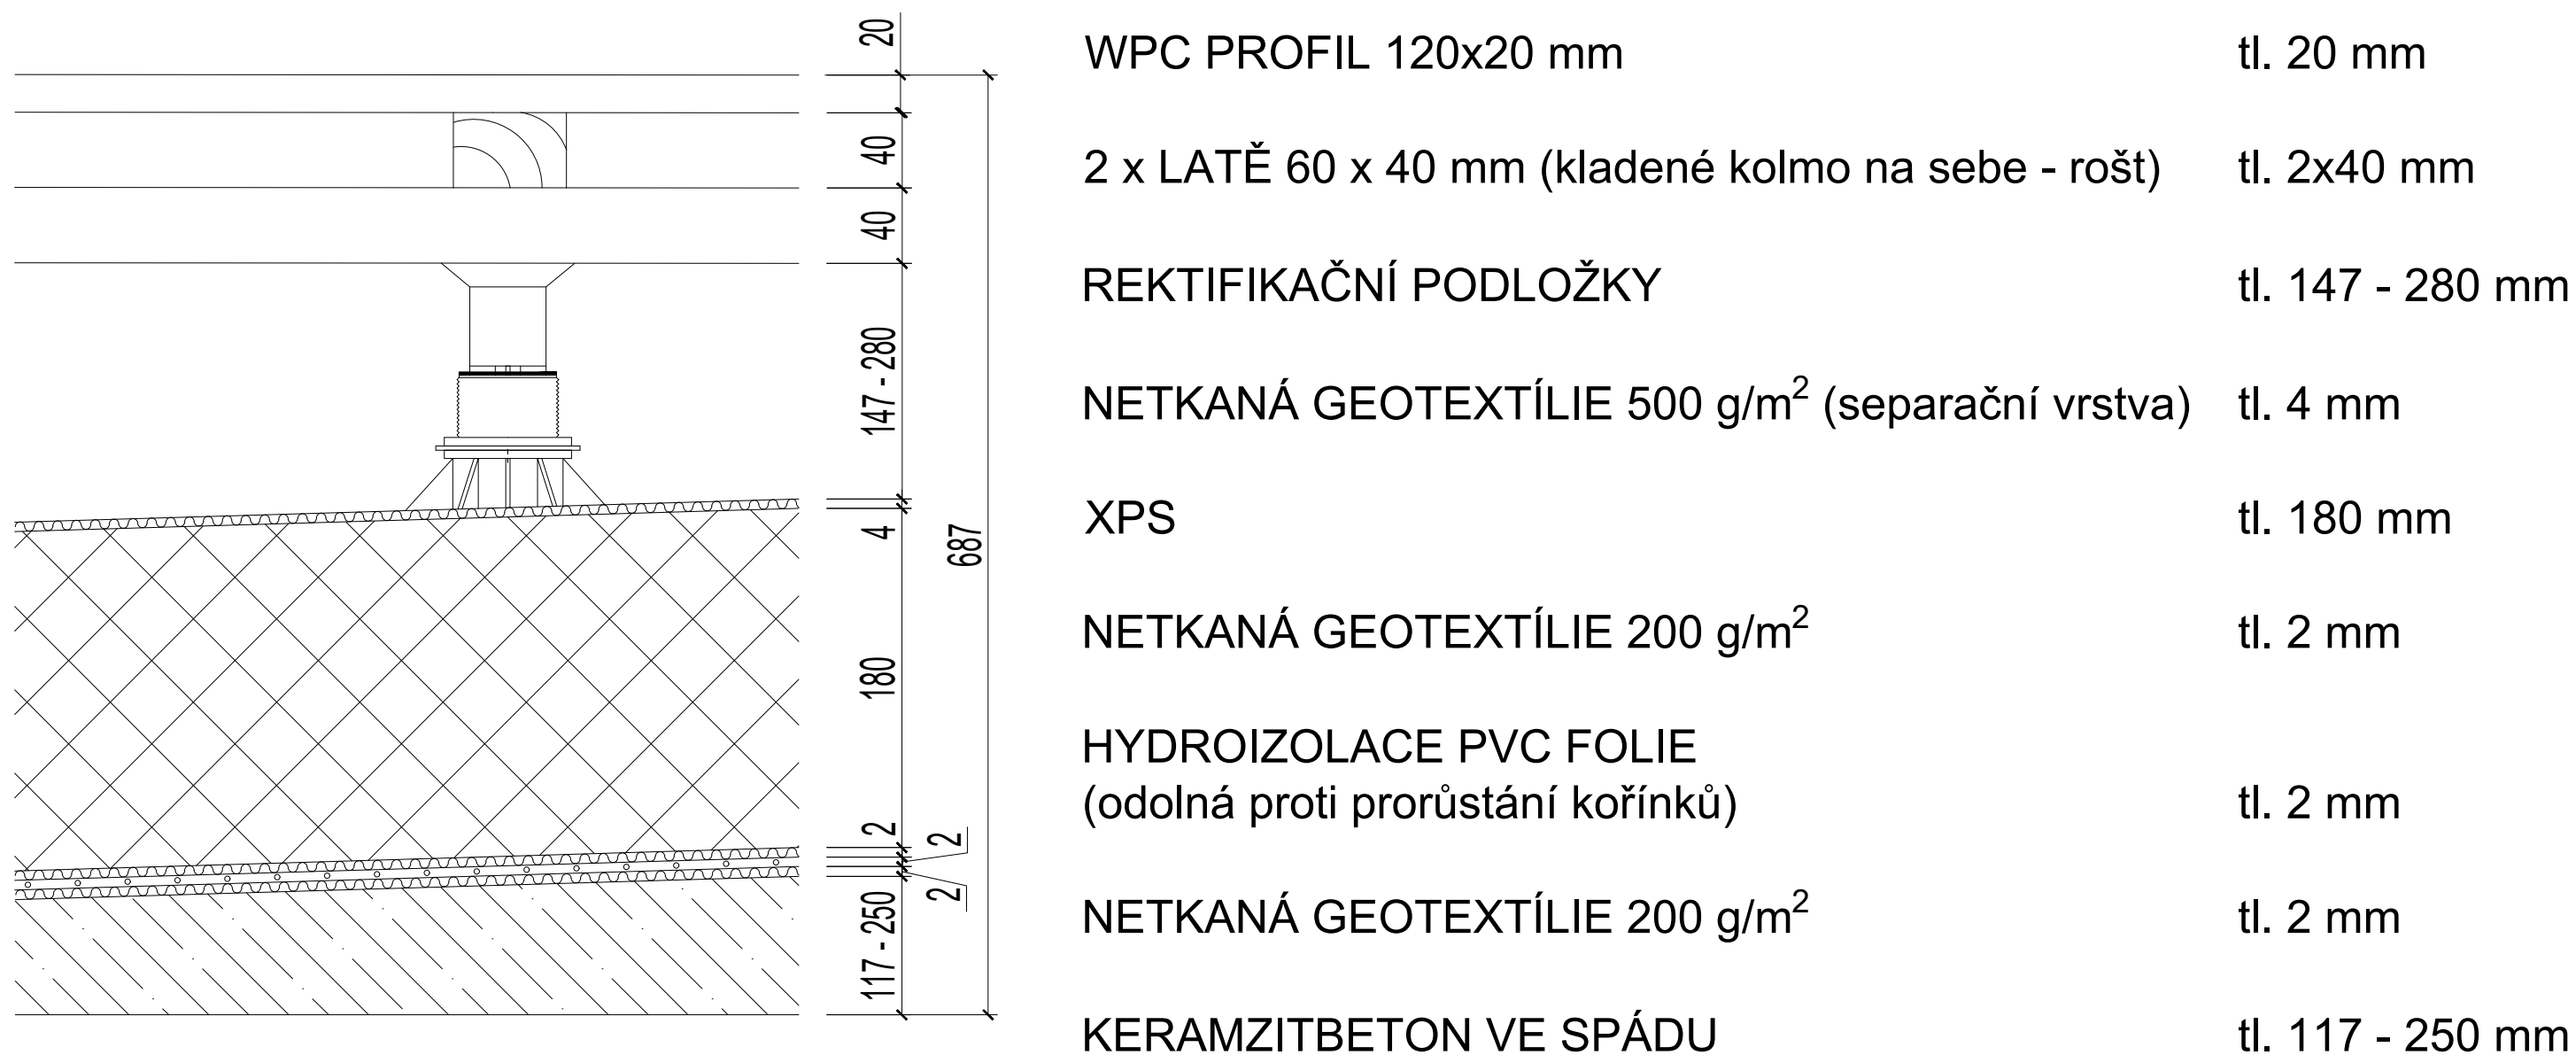 20
WPC PROFIL 120x20 mm tl. 20 mm
40
2 x LATĚ 60 x 40 mm (kladené kolmo na sebe - rošt) tl. 2x40 mm
40
REKTIFIKAČNÍ PODLOŽKY tl. 147 - 280 mm
147 - 280
NETKANÁ GEOTEXTÍLIE 500 g/m² (separační vrstva) tl. 4 mm
4
687
XPS tl. 180 mm
180
NETKANÁ GEOTEXTÍLIE 200 g/m² tl. 2 mm
HYDROIZOLACE PVC FOLIE
(odolná proti prorůstání kořínků) tl. 2 mm
2
2
2
NETKANÁ GEOTEXTÍLIE 200 g/m² tl. 2 mm
117 - 250
KERAMZITBETON VE SPÁDU tl. 117 - 250 mm